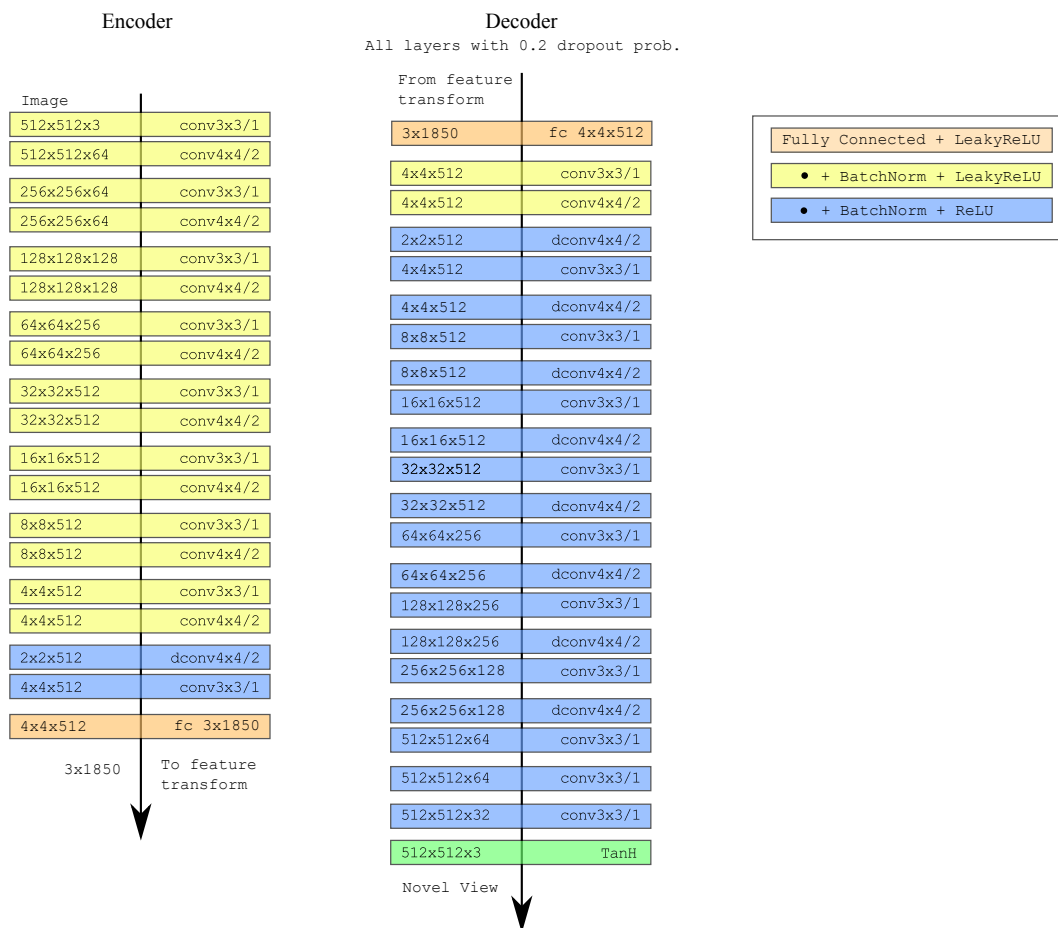 Encoder
Image
512x512x3 conv3x3/1
512x512x64 conv4x4/2
256x256x64 conv3x3/1
256x256x64 conv4x4/2
128x128x128 conv3x3/1
128x128x128 conv4x4/2
64x64x256 conv3x3/1
64x64x256 conv4x4/2
32x32x512 conv3x3/1
32x32x512 conv4x4/2
16x16x512 conv3x3/1
16x16x512 conv4x4/2
8x8x512 conv3x3/1
8x8x512 conv4x4/2
4x4x512 conv3x3/1
4x4x512 conv4x4/2
2x2x512 dconv4x4/2
4x4x512 conv3x3/1
4x4x512 fc 3x1850
3x1850
To feature
transform
Decoder
All layers with 0.2 dropout prob.
From feature
transform
3x1850 fc 4x4x512
4x4x512 conv3x3/1
4x4x512 conv4x4/2
2x2x512 dconv4x4/2
4x4x512 conv3x3/1
4x4x512 dconv4x4/2
8x8x512 conv3x3/1
8x8x512 dconv4x4/2
16x16x512 conv3x3/1
16x16x512 dconv4x4/2
32x32x512 conv3x3/1
32x32x512 dconv4x4/2
64x64x256 conv3x3/1
64x64x256 dconv4x4/2
128x128x256 conv3x3/1
128x128x256 dconv4x4/2
256x256x128 conv3x3/1
256x256x128 dconv4x4/2
512x512x64 conv3x3/1
512x512x64 conv3x3/1
512x512x32 conv3x3/1
512x512x3 TanH
Novel View
Fully Connected + LeakyReLU
• + BatchNorm + LeakyReLU
• + BatchNorm + ReLU